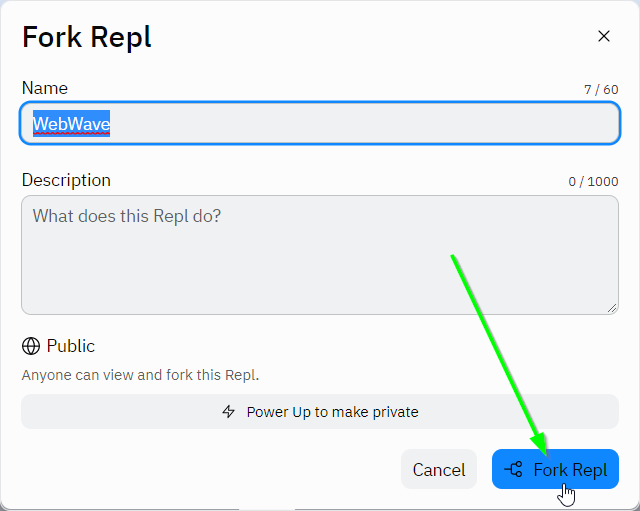 Fork Repl
Name
7 / 60
WebWave
Description
0 / 1000
What does this Repl do?
Public
Anyone can view and fork this Repl.
Power Up to make private
Cancel
Fork Repl